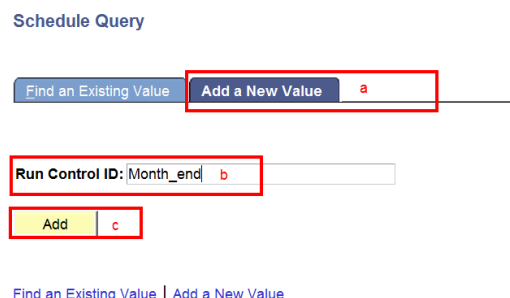 Schedule Query
Find an Existing Value Add a New Value a
Run Control ID: Month_end b
Add c
Find an Existing Value | Add a New Value